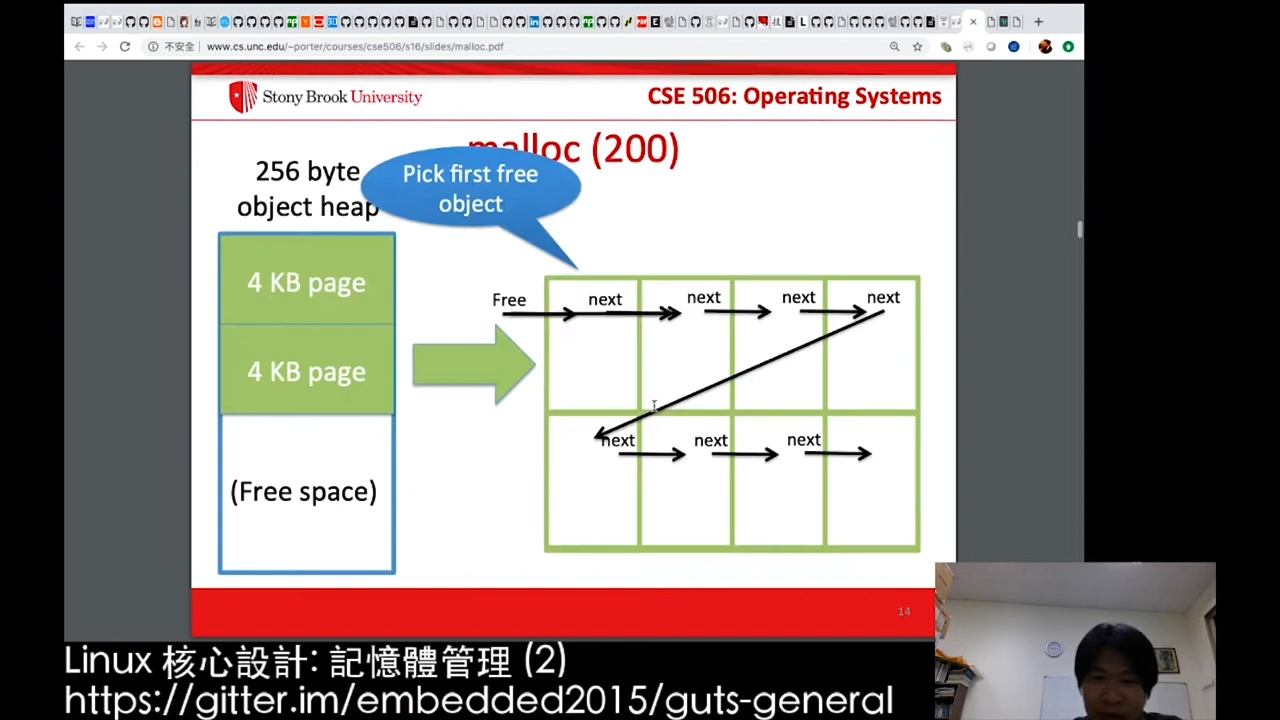 不安全 www.cs.unc.edu/~porter/courses/cse506/s16/slides/malloc.pdf
Stony Brook University
CSE 506: Operating Systems
malloc (200)
Pick first free
object
256 byte
object heap
4 KB page
4 KB page
(Free space)
Free next next next next
next next next
14
Linux 核心設計: 記憶體管理 (2)
https://gitter.im/embedded2015/guts-general